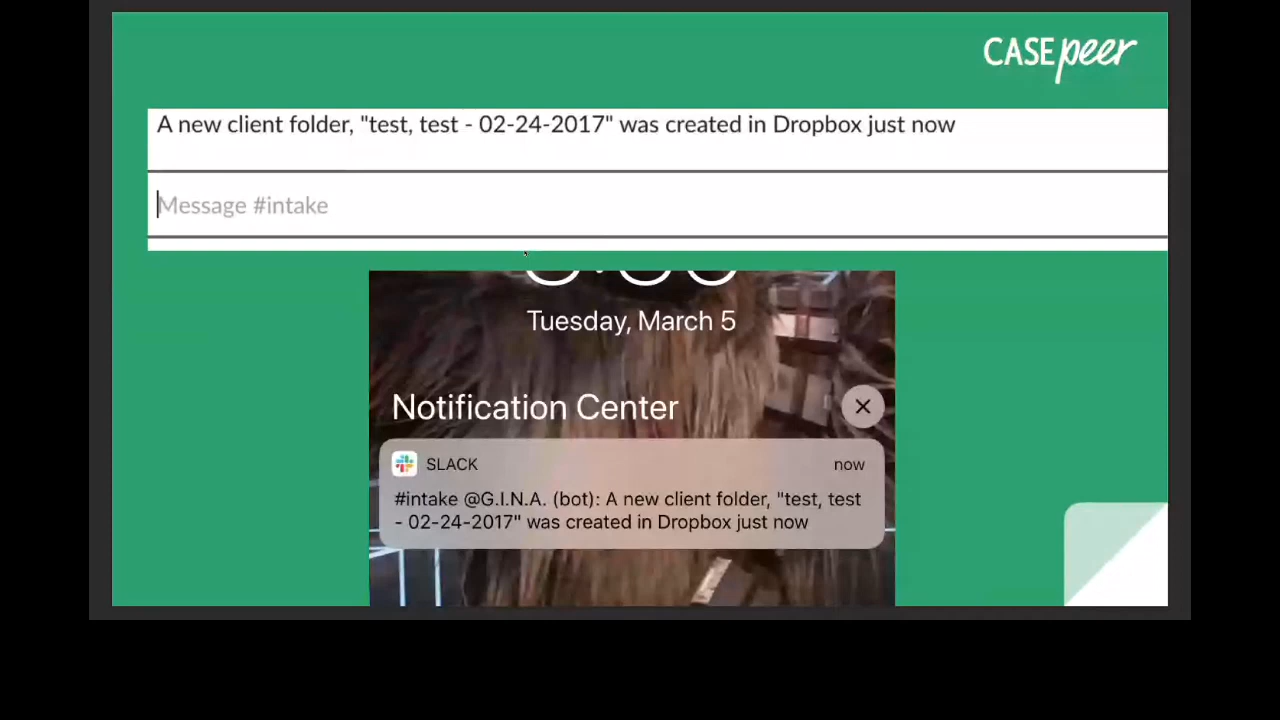 CASEpeer
A new client folder, "test, test - 02-24-2017" was created in Dropbox just now
Message #intake
Tuesday, March 5
Notification Center
SLACK now
#intake @G.I.N.A. (bot): A new client folder, "test, test
- 02-24-2017" was created in Dropbox just now